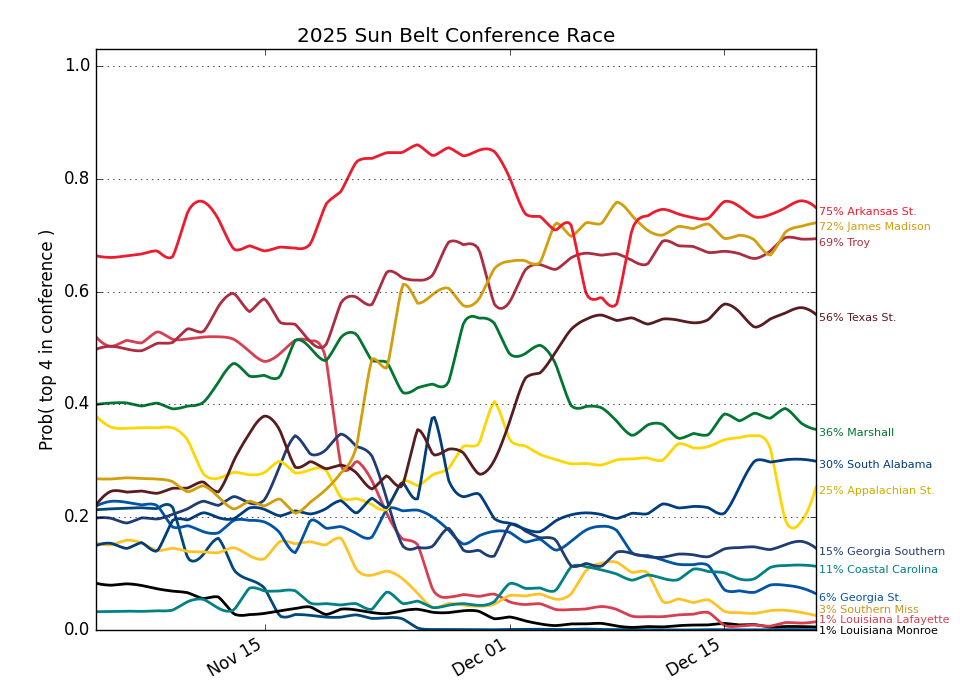 2025 Sun Belt Conference Race
Prob( top 4 in conference )
1.0
0.8
0.6
0.4
0.2
0.0
Nov 15
Dec 01
Dec 15
75% Arkansas St.
72% James Madison
69% Troy
56% Texas St.
36% Marshall
30% South Alabama
25% Appalachian St.
15% Georgia Southern
11% Coastal Carolina
6% Georgia St.
3% Southern Miss
1% Louisiana Lafayette
1% Louisiana Monroe